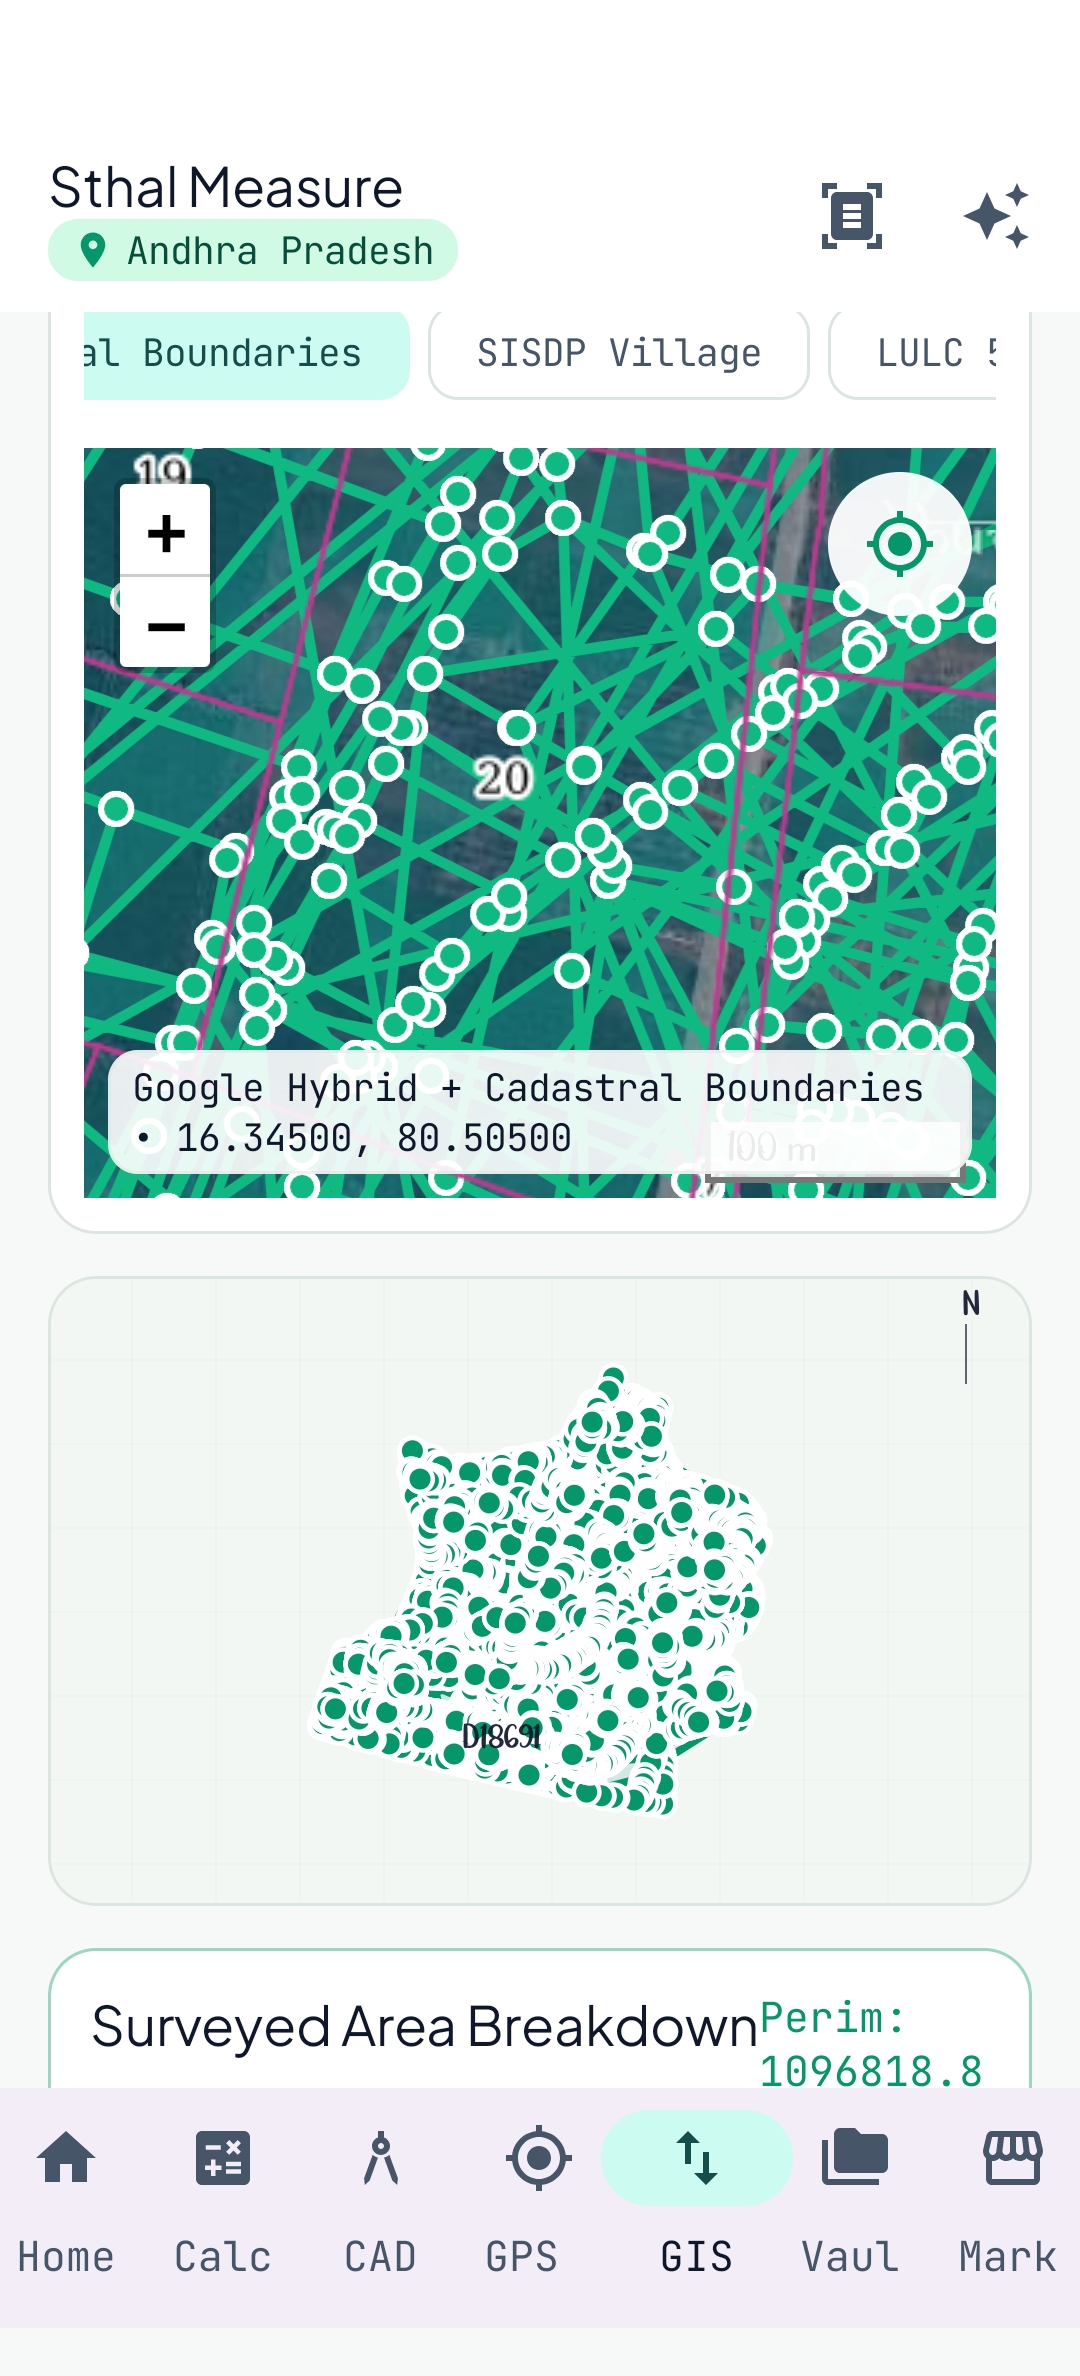 Sthal Measure
Andhra Pradesh
al Boundaries
SISDP Village
LULC
19
+
−
20
Google Hybrid + Cadastral Boundaries
• 16.34500, 80.50500
100 m
N
D18691
Surveyed Area Breakdown
Perim:
1096818.8
Home
Calc
CAD
GPS
GIS
Vaul
Mark